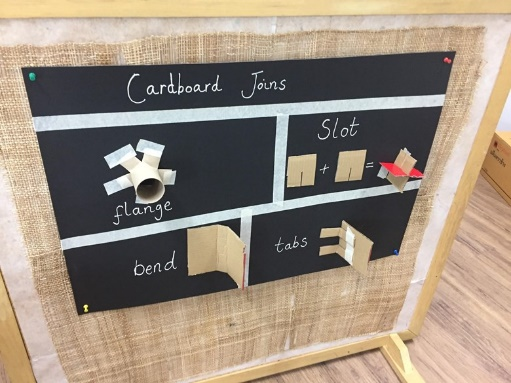 Cardboard Joins
Slot
+ =
flange
bend
tabs